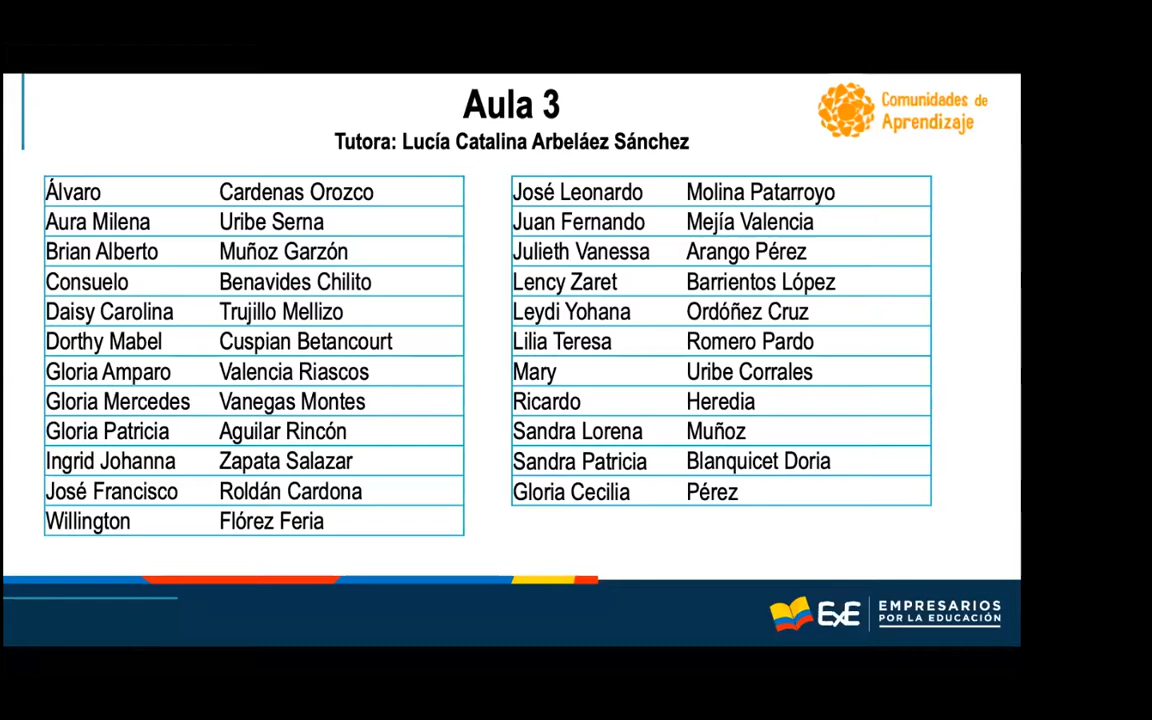 Aula 3
Tutora: Lucía Catalina Arbeláez Sánchez
Comunidades de
Aprendizaje
Álvaro Cardenas Orozco
Aura Milena Uribe Serna
Brian Alberto Muñoz Garzón
Consuelo Benavides Chilito
Daisy Carolina Trujillo Mellizo
Dorthy Mabel Cuspian Betancourt
Gloria Amparo Valencia Riascos
Gloria Mercedes Vanegas Montes
Gloria Patricia Aguilar Rincón
Ingrid Johanna Zapata Salazar
José Francisco Roldán Cardona
Willington Flórez Feria
José Leonardo Molina Patarroyo
Juan Fernando Mejía Valencia
Julieth Vanessa Arango Pérez
Lency Zaret Barrientos López
Leydi Yohana Ordóñez Cruz
Lilia Teresa Romero Pardo
Mary Uribe Corrales
Ricardo Heredia
Sandra Lorena Muñoz
Sandra Patricia Blanquicet Doria
Gloria Cecilia Pérez
ExE
EMPRESARIOS
POR LA EDUCACIÓN